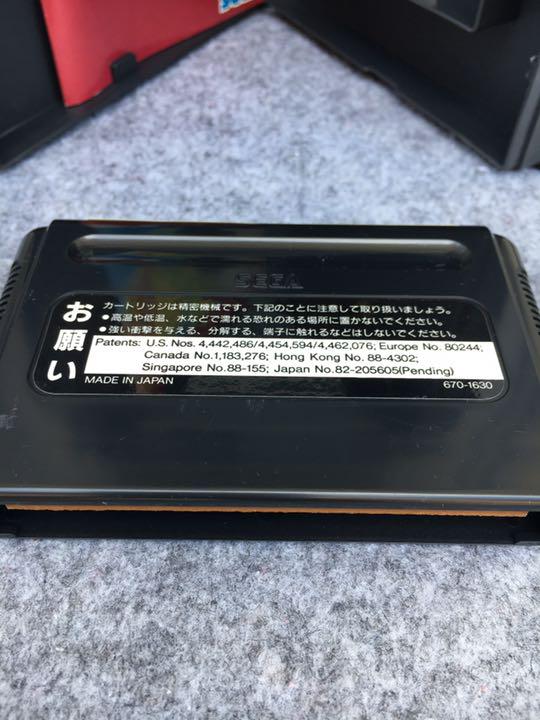 SEGA
お願い
カートリッジは精密機械です。下記のことに注意して取り扱いましょう。
●高温や低温、水などで濡れる恐れのある場所に置かないでください。
●強い衝撃を与える、分解する、端子に触れるなどはしないでください。
Patents: U.S. Nos. 4,442,486/4,454,594/4,462,076; Europe No. 80244;
Canada No.1,183,276; Hong Kong No. 88-4302;
Singapore No.88-155; Japan No.82-205605(Pending)
MADE IN JAPAN 670-1630